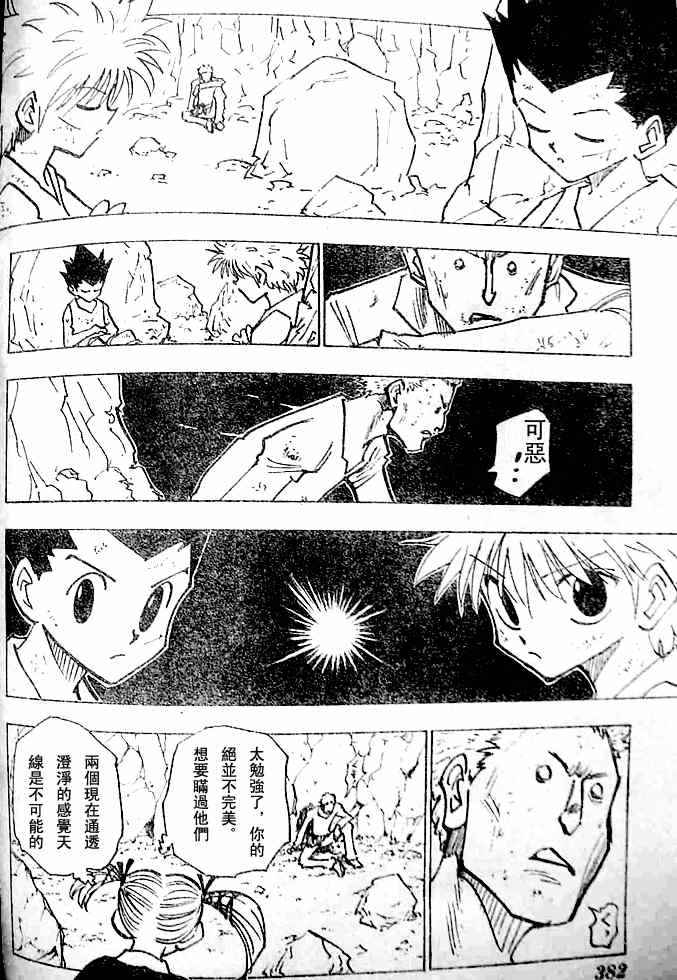 可惡
…
太勉強了，你的
絕並不完美。
想要瞞過他們
兩個現在通透
澄淨的感覺天
線是不可能的
382